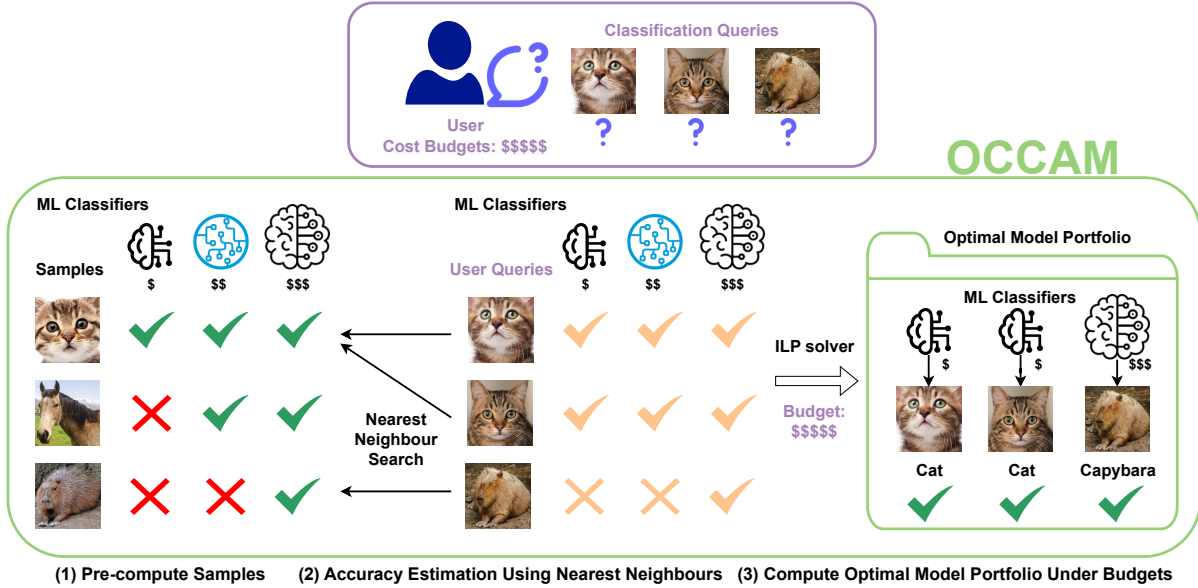 Classification Queries
User
Cost Budgets: $$$$$
? ? ?
OCCAM
ML Classifiers
$ $$ $$$
Samples
ML Classifiers
$ $$ $$$
User Queries
Nearest
Neighbour
Search
ILP solver
Budget:
$$$$$
Optimal Model Portfolio
ML Classifiers
$ $ $$$
Cat Cat Capybara
(1) Pre-compute Samples
(2) Accuracy Estimation Using Nearest Neighbours
(3) Compute Optimal Model Portfolio Under Budgets